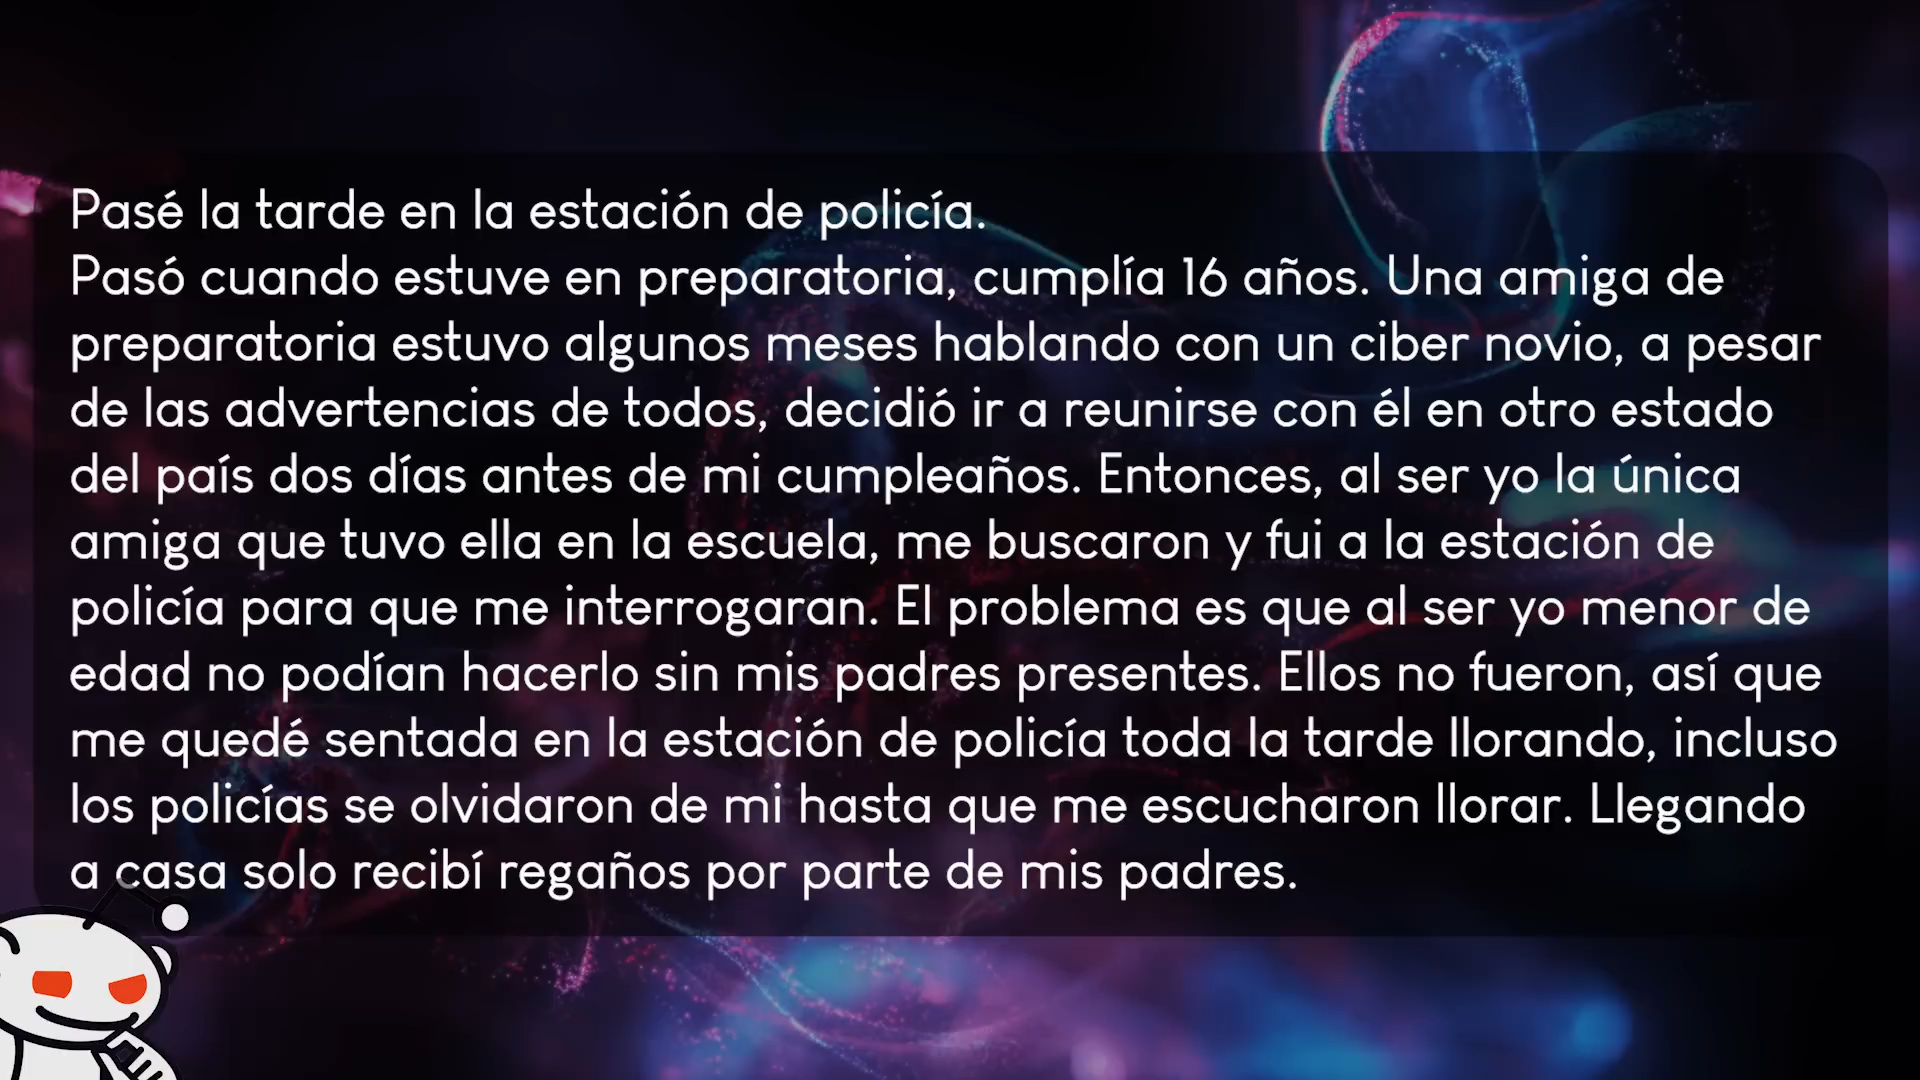 Pasé la tarde en la estación de policía.
Pasó cuando estuve en preparatoria, cumplía 16 años. Una amiga de
preparatoria estuvo algunos meses hablando con un ciber novio, a pesar
de las advertencias de todos, decidió ir a reunirse con él en otro estado
del país dos días antes de mi cumpleaños. Entonces, al ser yo la única
amiga que tuvo ella en la escuela, me buscaron y fui a la estación de
policía para que me interrogaran. El problema es que al ser yo menor de
edad no podían hacerlo sin mis padres presentes. Ellos no fueron, así que
me quedé sentada en la estación de policía toda la tarde llorando, incluso
los policías se olvidaron de mi hasta que me escucharon llorar. Llegando
a casa solo recibí regaños por parte de mis padres.